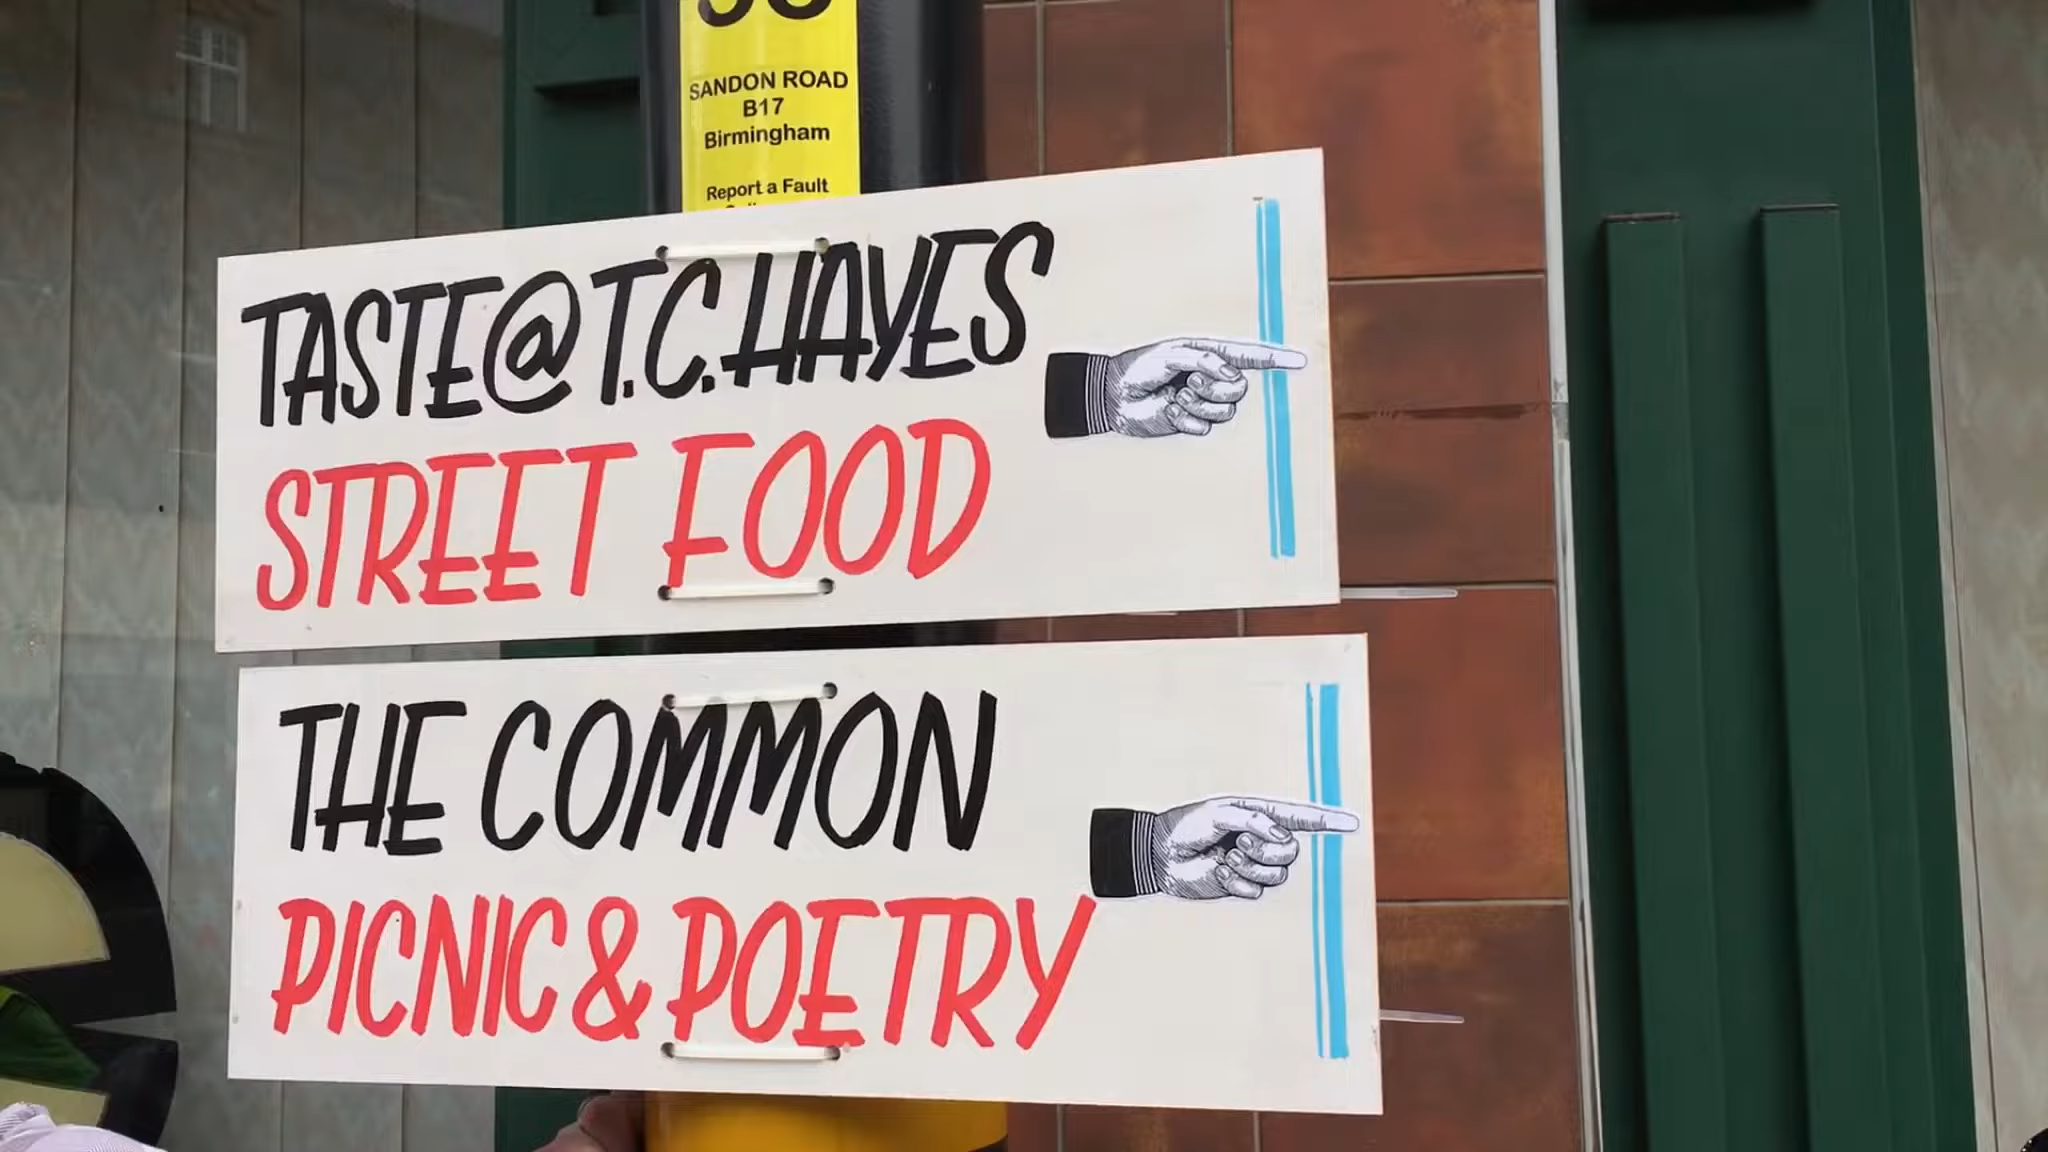 SANDON ROAD
B17
Birmingham
Report a Fault
TASTE@T.C.HAYES
STREET FOOD
THE COMMON
PICNIC & POETRY